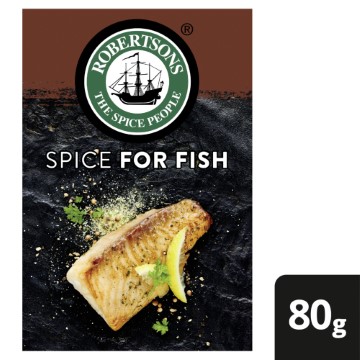 ®
ROBERTSONS
THE SPICE PEOPLE
SPICE FOR FISH
80g